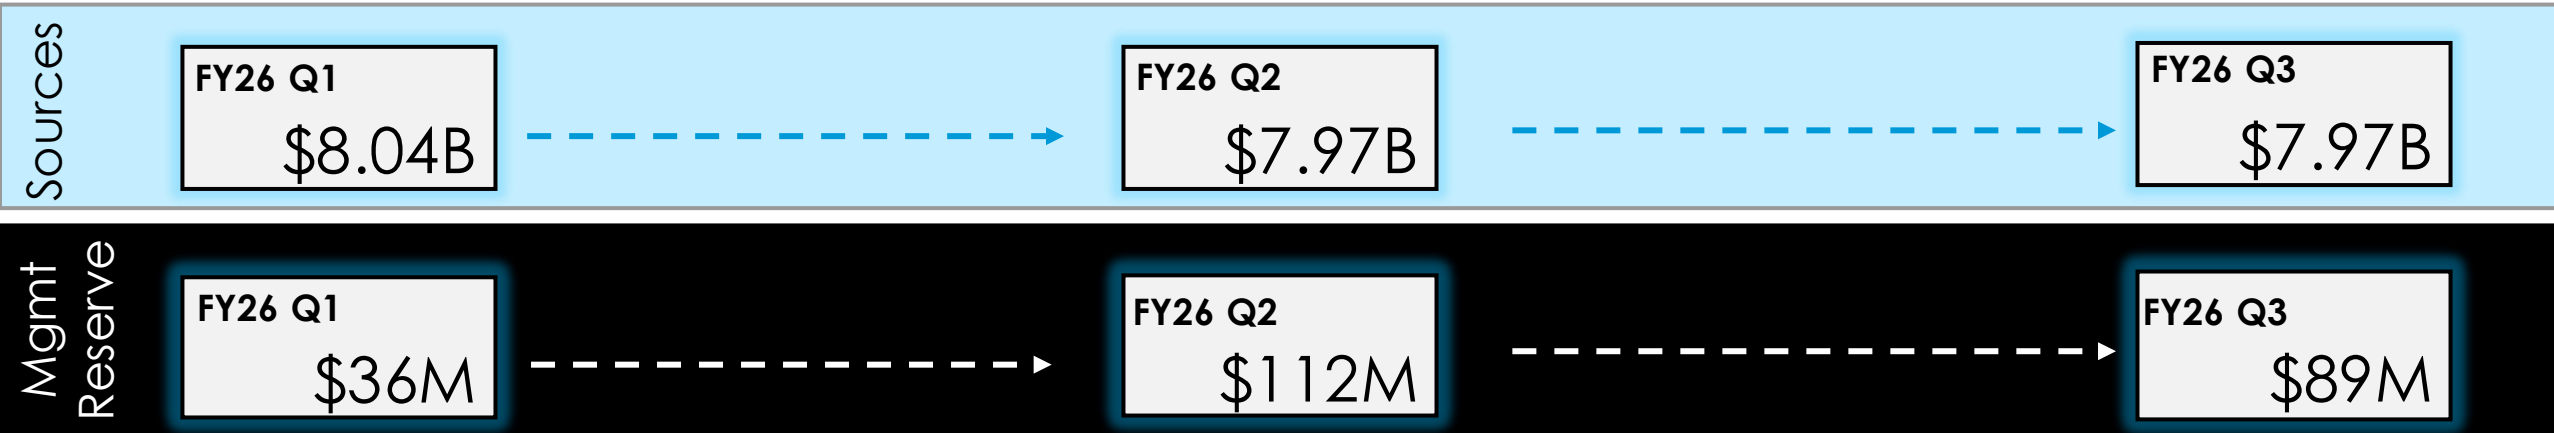 Sources
FY26 Q1
$8.04B
FY26 Q2
$7.97B
FY26 Q3
$7.97B
Mgmt
Reserve
FY26 Q1
$36M
FY26 Q2
$112M
FY26 Q3
$89M